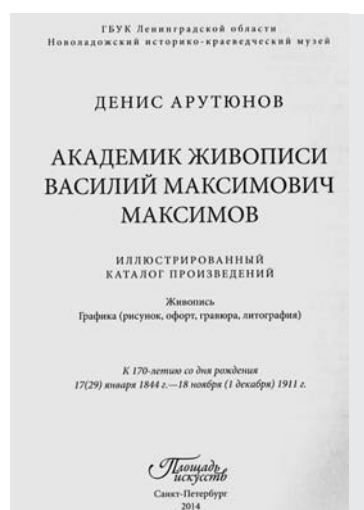 ГБУК Ленинградской области
Новоладожский историко-краеведческий музей
ДЕНИС АРУТЮНОВ
АКАДЕМИК ЖИВОПИСИ
ВАСИЛИЙ МАКСИМОВИЧ
МАКСИМОВ
ИЛЛЮСТРИРОВАННЫЙ
КАТАЛОГ ПРОИЗВЕДЕНИЙ
Живопись
Графика (рисунок, офорт, гравюра, литография)
К 170-летию со дня рождения
17(29) января 1844 г.—18 ноября (1 декабря) 1911 г.
Площадь
искусств
Санкт-Петербург
2014